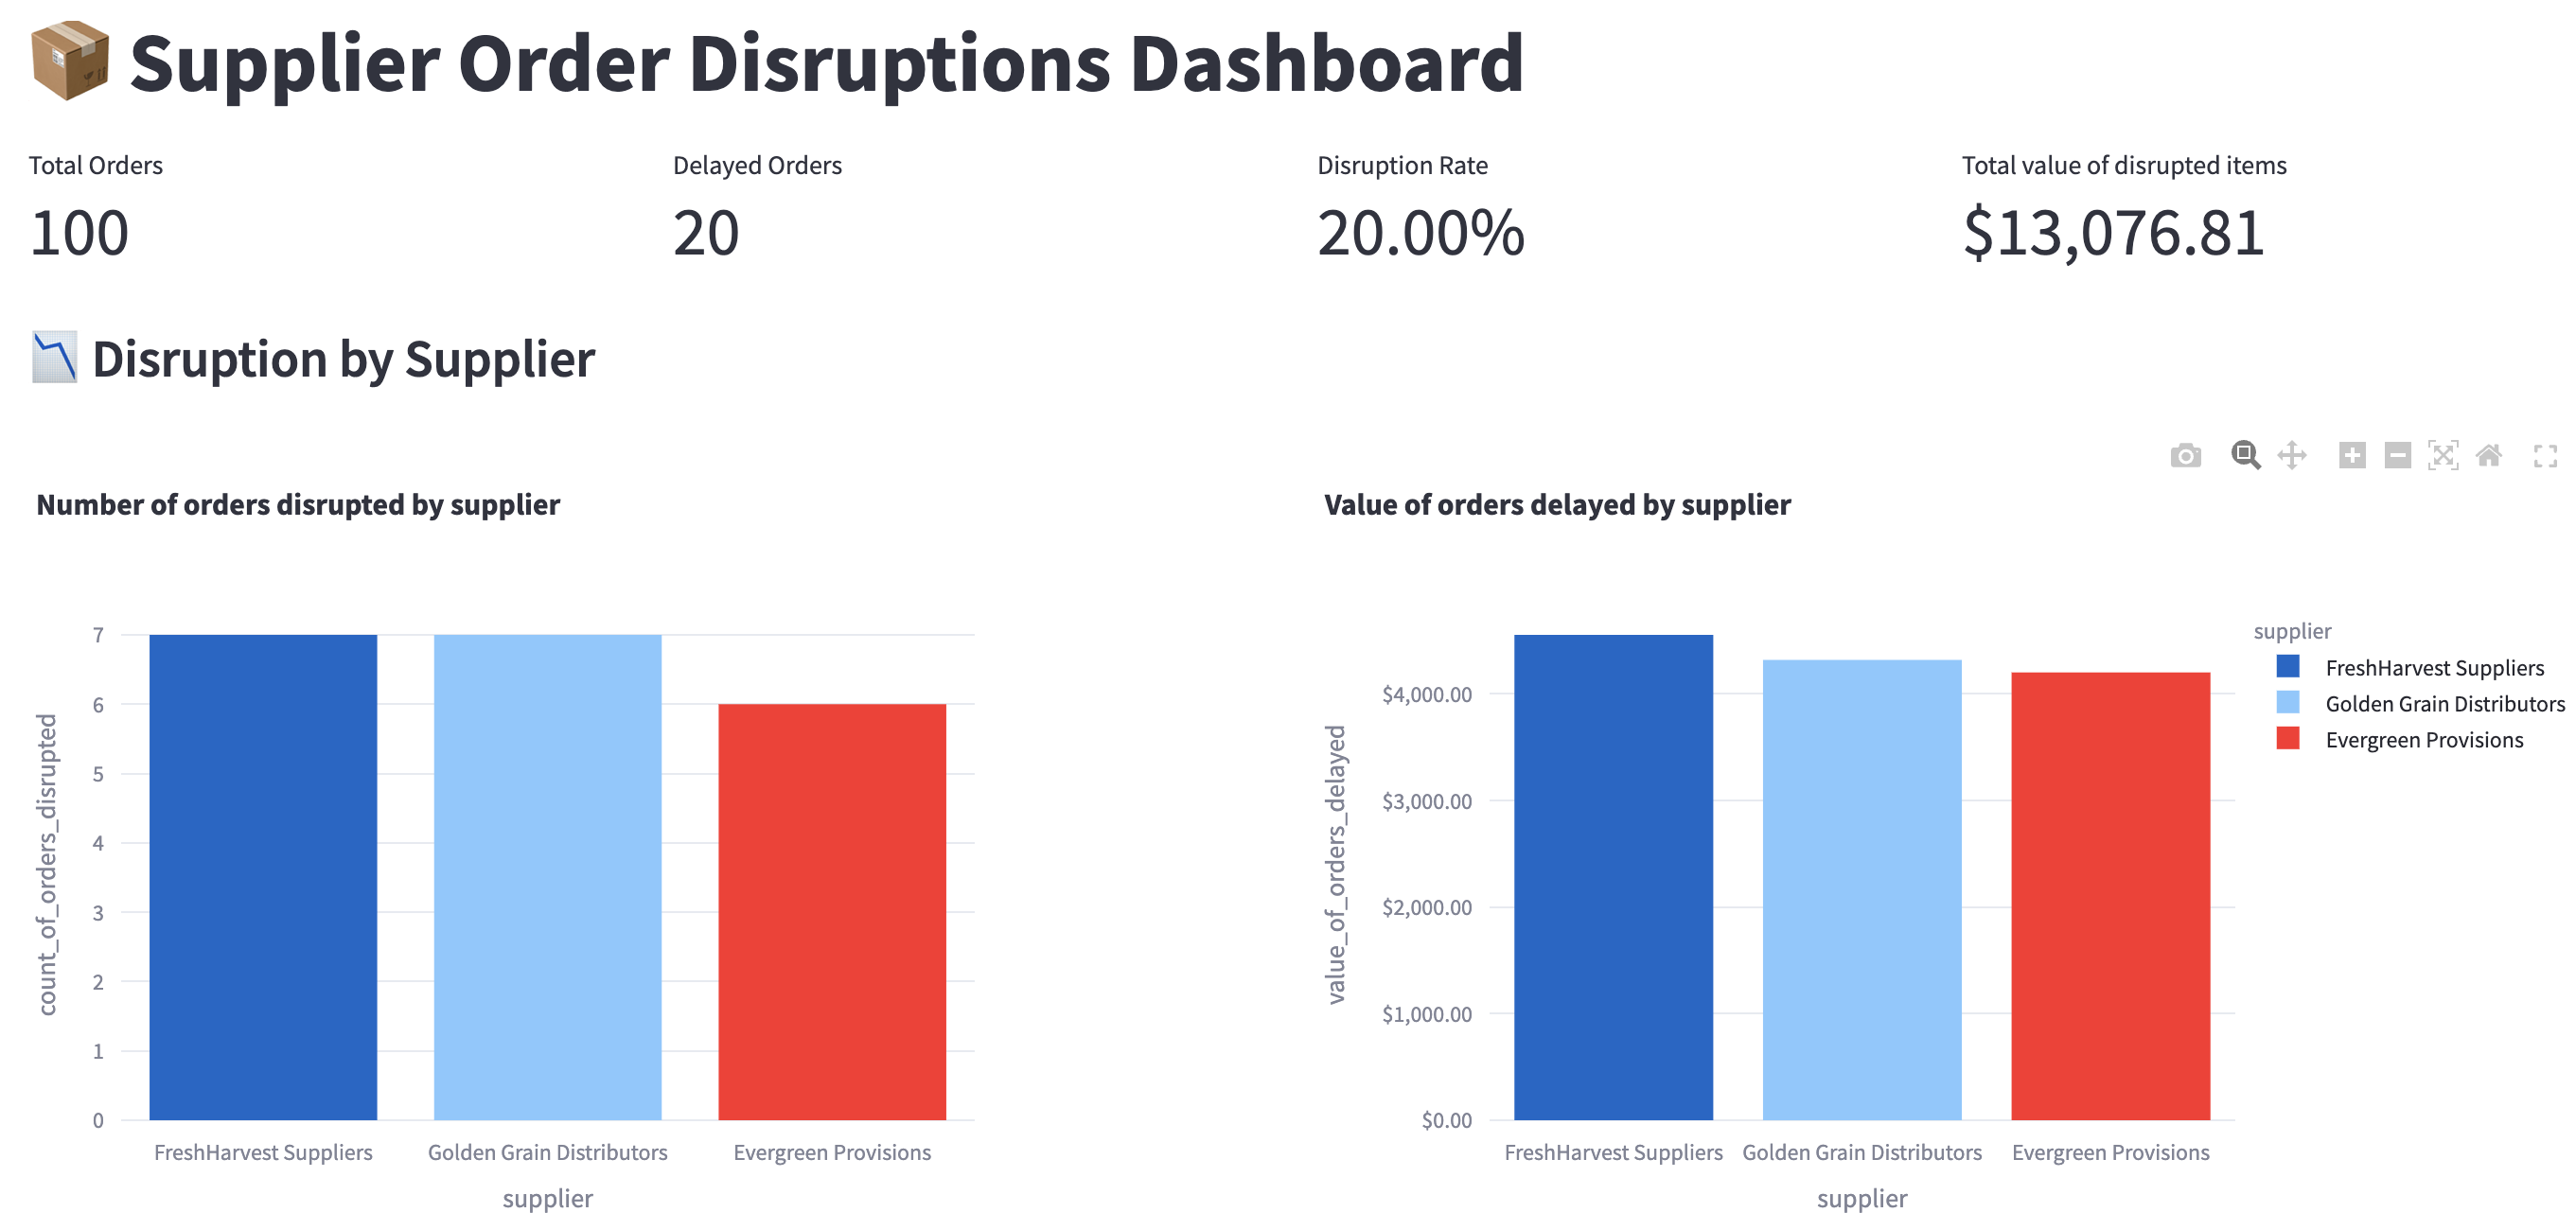 Supplier Order Disruptions Dashboard
Total Orders
100
Delayed Orders
20
Disruption Rate
20.00%
Total value of disrupted items
$13,076.81
Disruption by Supplier
Number of orders disrupted by supplier
count_of_orders_disrupted
7
6
5
4
3
2
1
0
FreshHarvest Suppliers
Golden Grain Distributors
Evergreen Provisions
supplier
Value of orders delayed by supplier
value_of_orders_delayed
$4,000.00
$3,000.00
$2,000.00
$1,000.00
$0.00
FreshHarvest Suppliers
Golden Grain Distributors
Evergreen Provisions
supplier
supplier
FreshHarvest Suppliers
Golden Grain Distributors
Evergreen Provisions